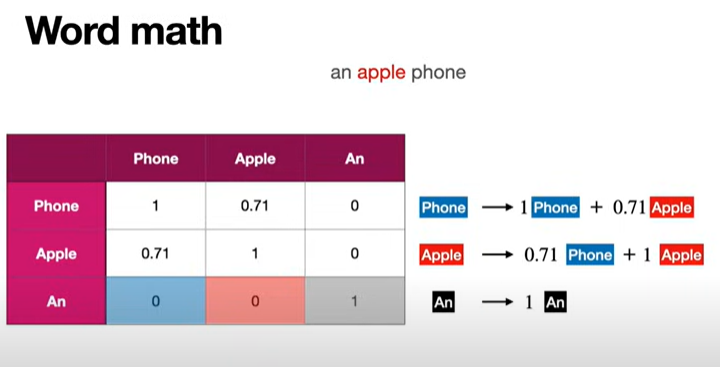 Word math
an apple phone
Phone Apple An
Phone 1 0.71 0
Apple 0.71 1 0
An 0 0 1
Phone → 1 Phone + 0.71 Apple
Apple → 0.71 Phone + 1 Apple
An → 1 An